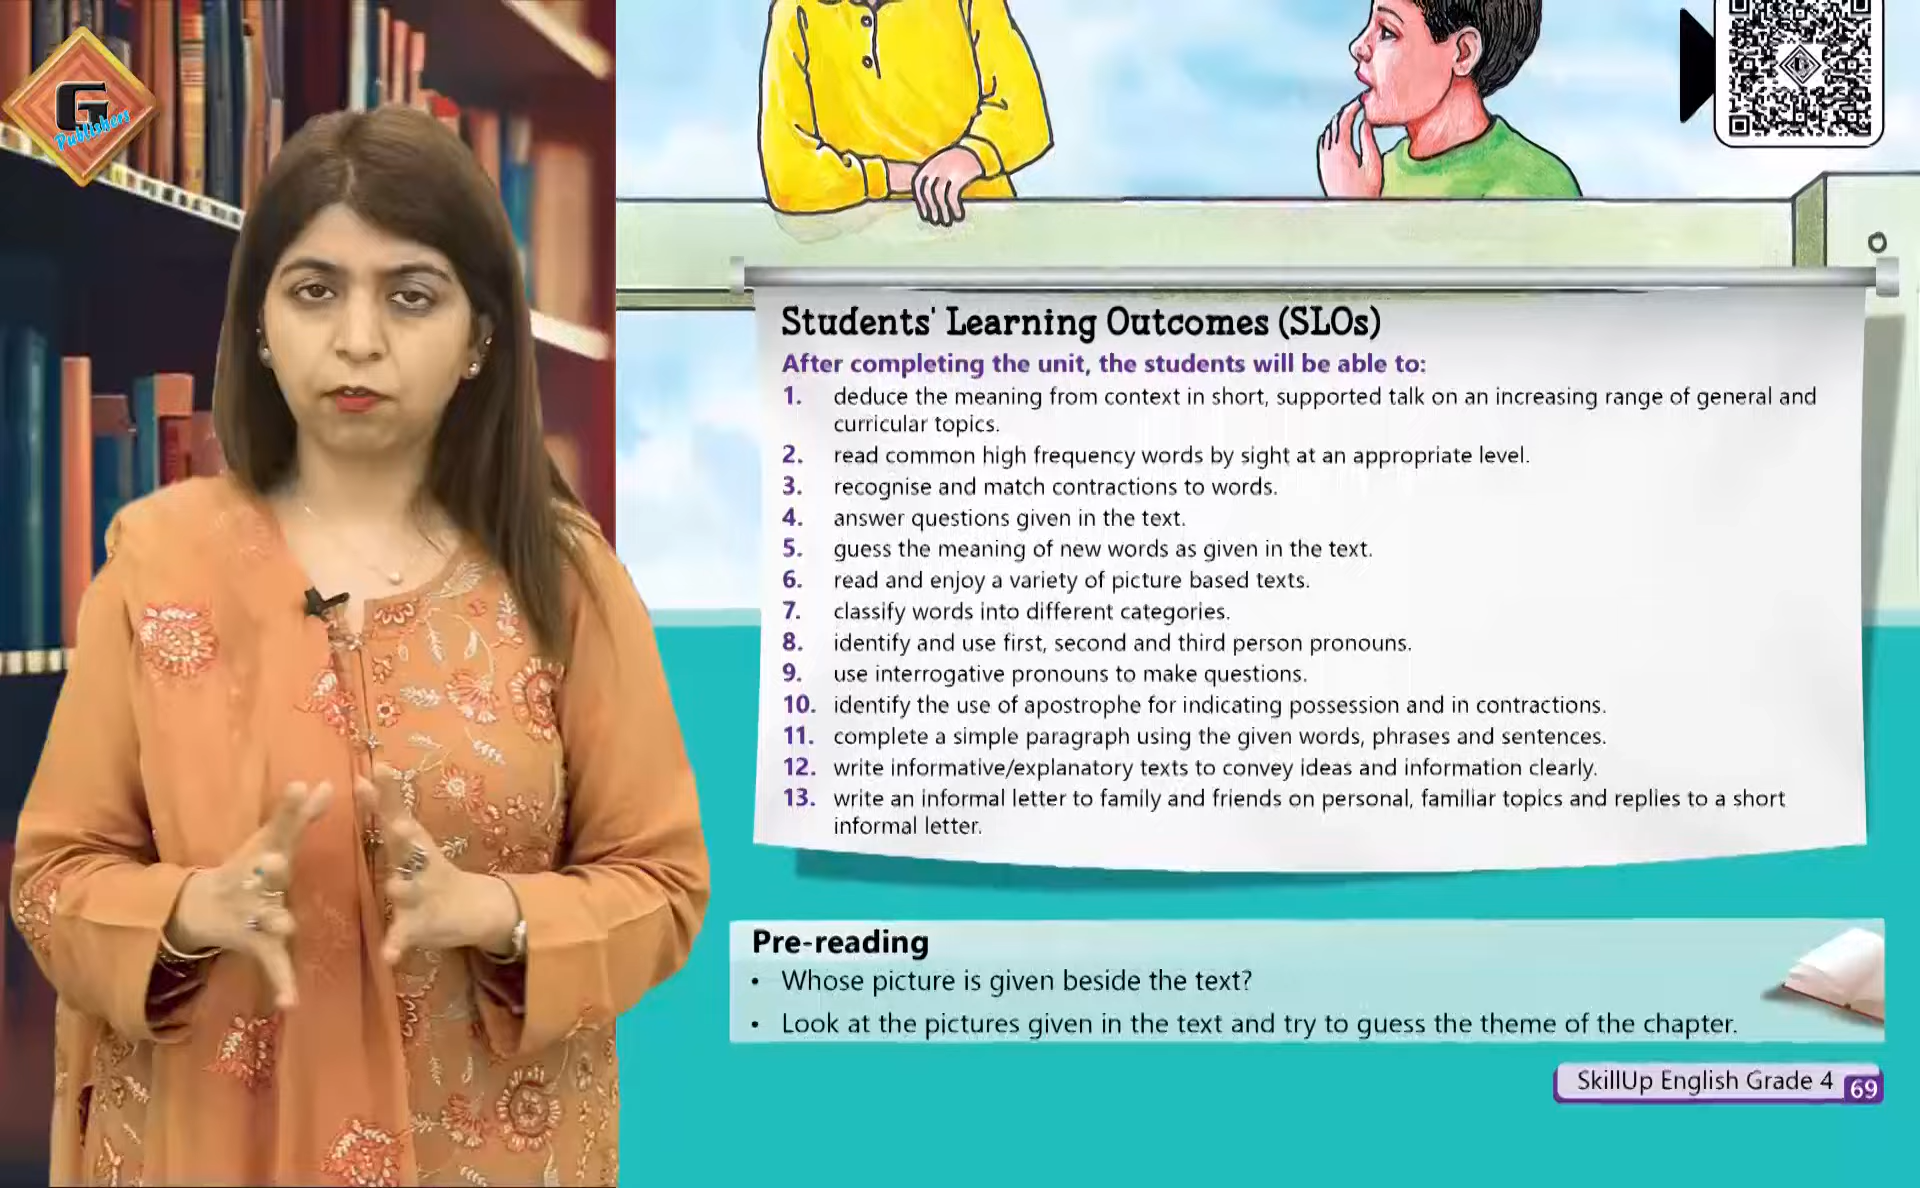 G
Publishers
Students' Learning Outcomes (SLOs)
After completing the unit, the students will be able to:
1. deduce the meaning from context in short, supported talk on an increasing range of general and
curricular topics.
2. read common high frequency words by sight at an appropriate level.
3. recognise and match contractions to words.
4. answer questions given in the text.
5. guess the meaning of new words as given in the text.
6. read and enjoy a variety of picture based texts.
7. classify words into different categories.
8. identify and use first, second and third person pronouns.
9. use interrogative pronouns to make questions.
10. identify the use of apostrophe for indicating possession and in contractions.
11. complete a simple paragraph using the given words, phrases and sentences.
12. write informative/explanatory texts to convey ideas and information clearly.
13. write an informal letter to family and friends on personal, familiar topics and replies to a short
informal letter.
Pre-reading
• Whose picture is given beside the text?
• Look at the pictures given in the text and try to guess the theme of the chapter.
SkillUp English Grade 4 69